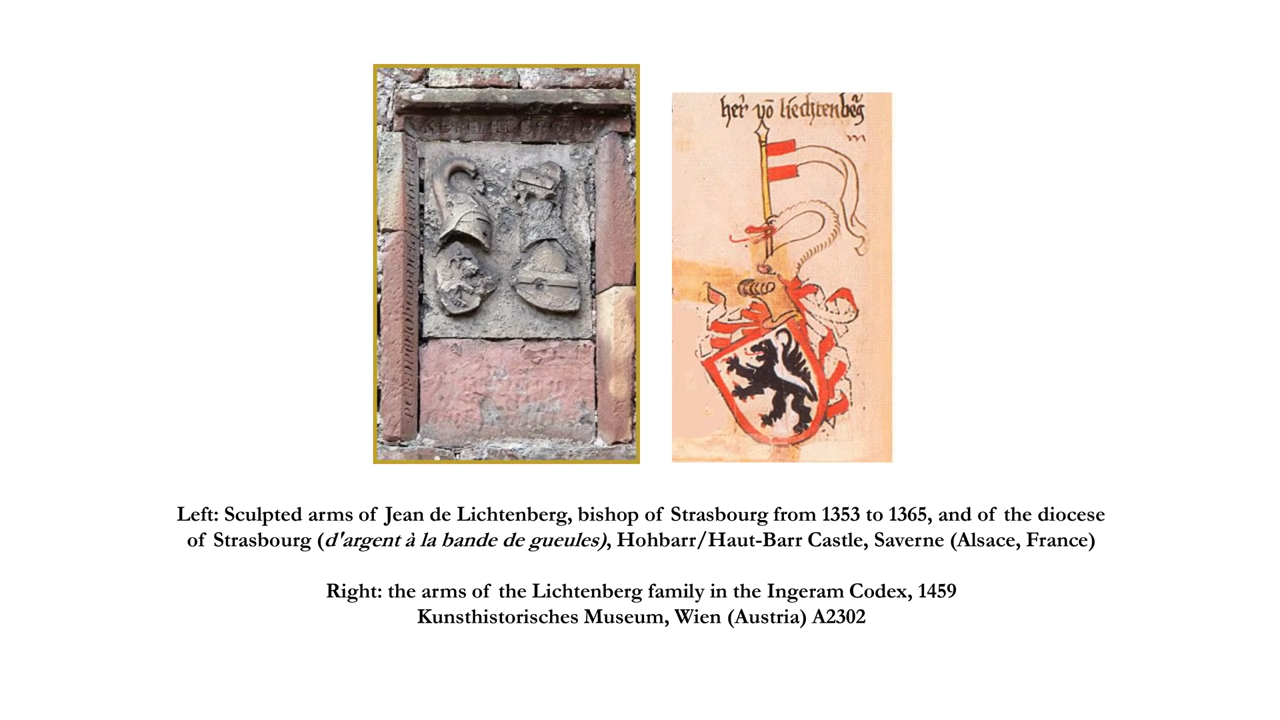 her vō liechtenberg
m
Left: Sculpted arms of Jean de Lichtenberg, bishop of Strasbourg from 1353 to 1365, and of the diocese
of Strasbourg (d'argent à la bande de gueules), Hohbarr/Haut-Barr Castle, Saverne (Alsace, France)
Right: the arms of the Lichtenberg family in the Ingeram Codex, 1459
Kunsthistorisches Museum, Wien (Austria) A2302